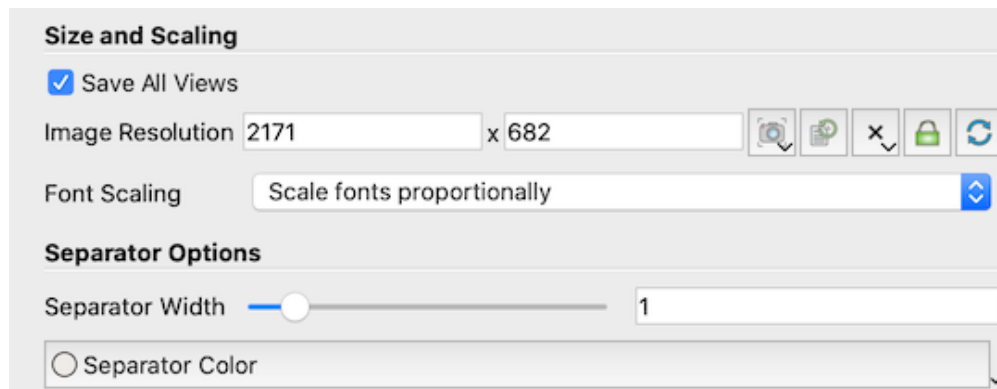 Size and Scaling
Save All Views
Image Resolution 2171 x 682
Font Scaling Scale fonts proportionally
Separator Options
Separator Width 1
Separator Color